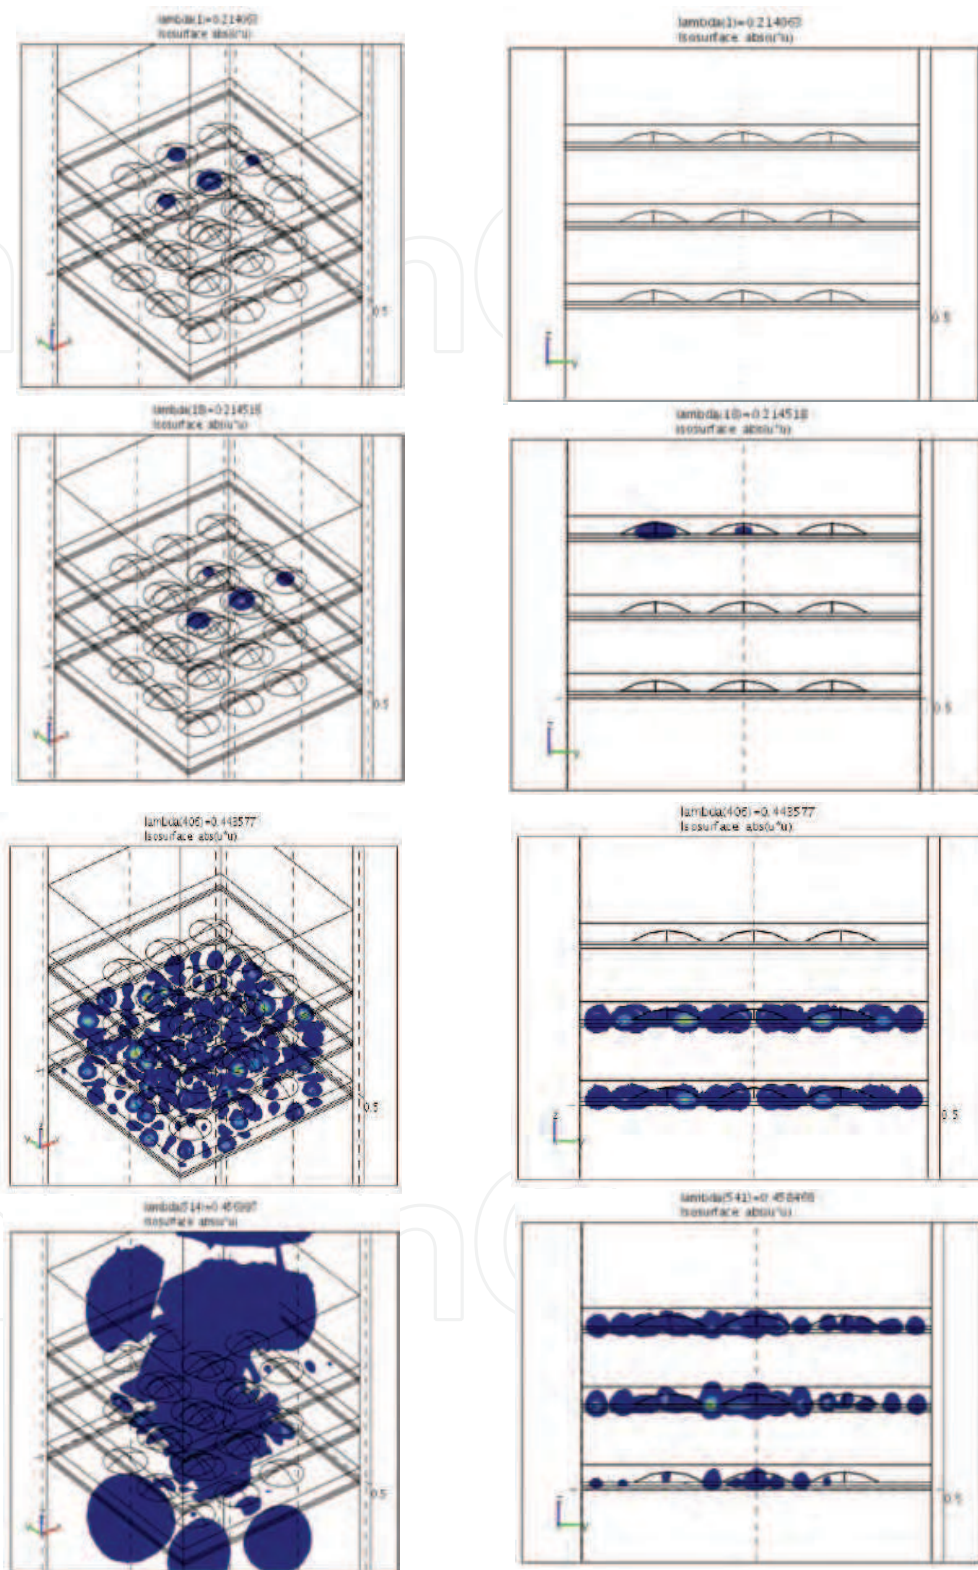 lambda(1)=0.214063
Isosurface: abs(u*u)
lambda(1)=0.214063
Isosurface: abs(u*u)
0.5
0.5
lambda(18)=0.214518
Isosurface: abs(u*u)
lambda(18)=0.214518
Isosurface: abs(u*u)
0.5
0.5
lambda(406)=0.443577
Isosurface: abs(u*u)
lambda(406)=0.443577
Isosurface: abs(u*u)
0.5
0.5
Isosurface: abs(u*u)
lambda(541)=0.458498
Isosurface: abs(u*u)
0.5
0.5